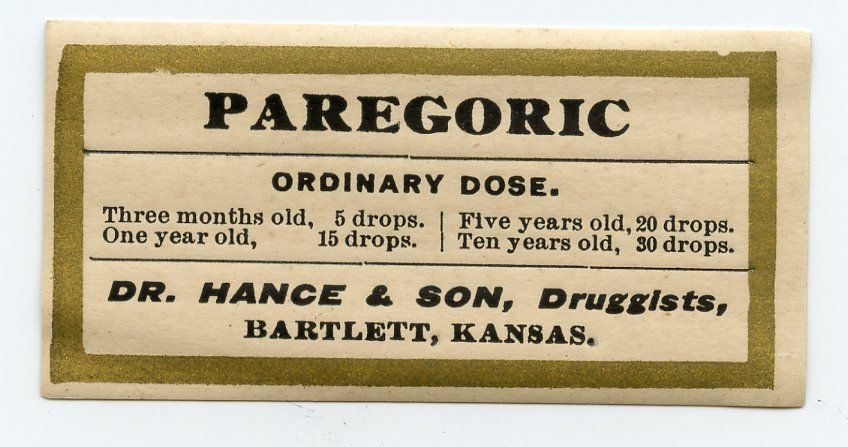 PAREGORIC
ORDINARY DOSE.
Three months old, 5 drops. | Five years old, 20 drops.
One year old, 15 drops. | Ten years old, 30 drops.
DR. HANCE & SON, Druggists,
BARTLETT, KANSAS.